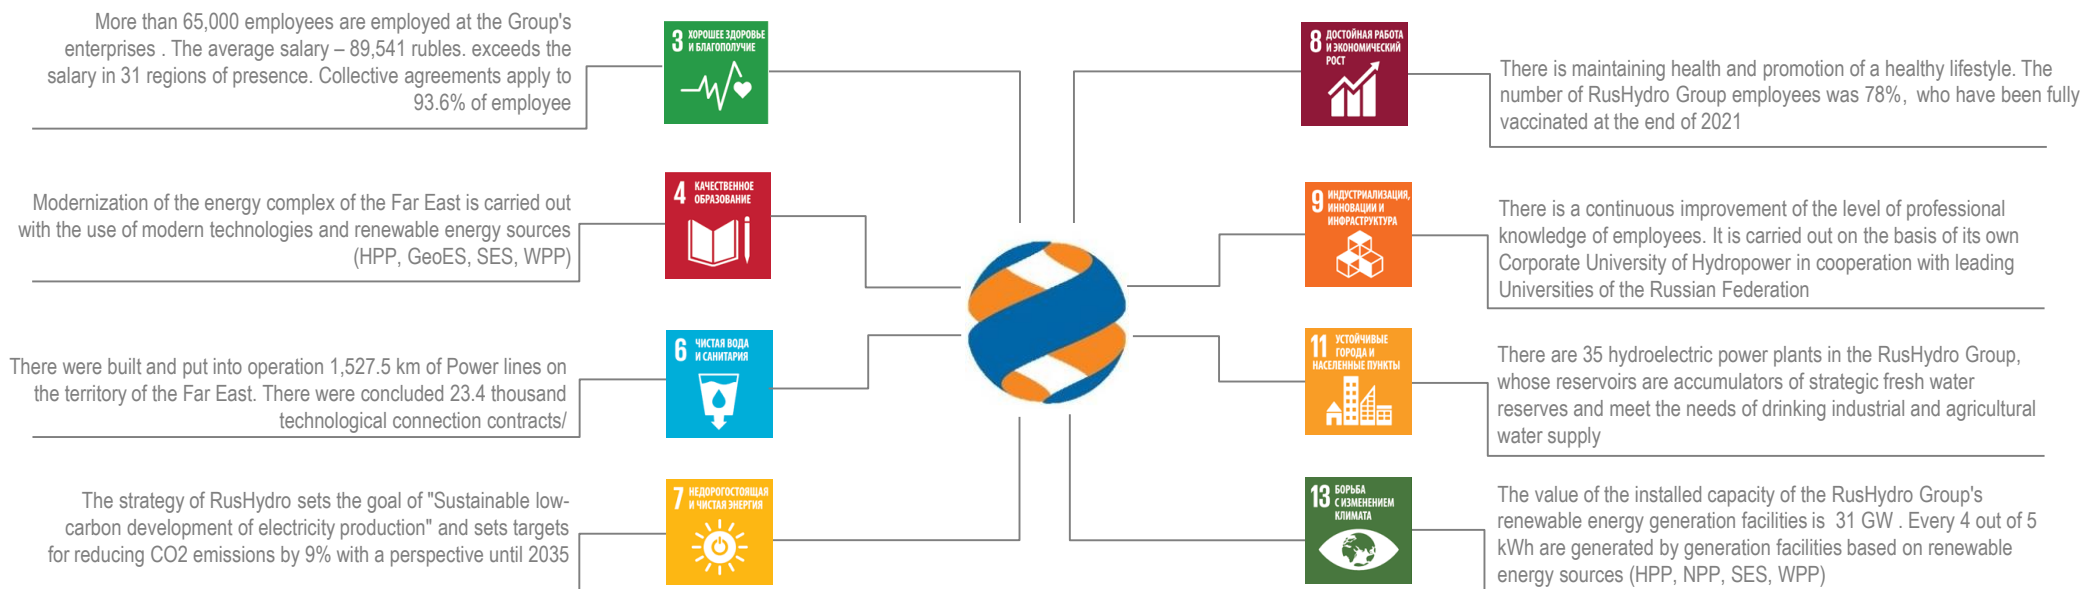 More than 65,000 employees are employed at the Group's
enterprises . The average salary – 89,541 rubles. exceeds the
salary in 31 regions of presence. Collective agreements apply to
93.6% of employee
3 ХОРОШЕЕ ЗДОРОВЬЕ
И БЛАГОПОЛУЧИЕ
8 ДОСТОЙНАЯ РАБОТА
И ЭКОНОМИЧЕСКИЙ
РОСТ
There is maintaining health and promotion of a healthy lifestyle. The
number of RusHydro Group employees was 78%, who have been fully
vaccinated at the end of 2021
Modernization of the energy complex of the Far East is carried out
with the use of modern technologies and renewable energy sources
(HPP, GeoES, SES, WPP)
4 КАЧЕСТВЕННОЕ
ОБРАЗОВАНИЕ
9 ИНДУСТРИАЛИЗАЦИЯ,
ИННОВАЦИИ И
ИНФРАСТРУКТУРА
There is a continuous improvement of the level of professional
knowledge of employees. It is carried out on the basis of its own
Corporate University of Hydropower in cooperation with leading
Universities of the Russian Federation
There were built and put into operation 1,527.5 km of Power lines on
the territory of the Far East. There were concluded 23.4 thousand
technological connection contracts/
6 ЧИСТАЯ ВОДА
И САНИТАРИЯ
11 УСТОЙЧИВЫЕ
ГОРОДА И
НАСЕЛЕННЫЕ ПУНКТЫ
There are 35 hydroelectric power plants in the RusHydro Group,
whose reservoirs are accumulators of strategic fresh water
reserves and meet the needs of drinking industrial and agricultural
water supply
The strategy of RusHydro sets the goal of "Sustainable low-
carbon development of electricity production" and sets targets
for reducing CO2 emissions by 9% with a perspective until 2035
7 НЕДОРОГОСТОЯЩАЯ
И ЧИСТАЯ ЭНЕРГИЯ
13 БОРЬБА
С ИЗМЕНЕНИЕМ
КЛИМАТА
The value of the installed capacity of the RusHydro Group's
renewable energy generation facilities is 31 GW . Every 4 out of 5
kWh are generated by generation facilities based on renewable
energy sources (HPP, NPP, SES, WPP)